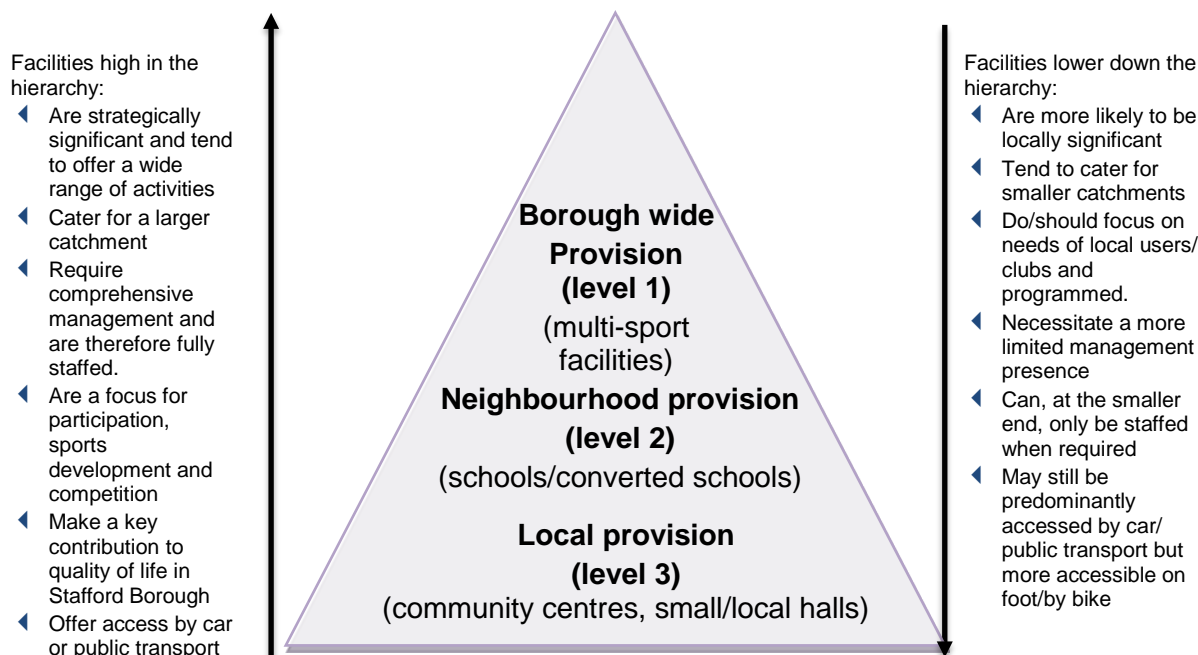 Facilities high in the
hierarchy:
Are strategically
significant and tend
to offer a wide
range of activities
Cater for a larger
catchment
Require
comprehensive
management and
are therefore fully
staffed.
Are a focus for
participation,
sports
development and
competition
Make a key
contribution to
quality of life in
Stafford Borough
Offer access by car
or public transport
Borough wide
Provision
(level 1)
(multi-sport
facilities)
Neighbourhood provision
(level 2)
(schools/converted schools)
Local provision
(level 3)
(community centres, small/local halls)
Facilities lower down the
hierarchy:
Are more likely to be
locally significant
Tend to cater for
smaller catchments
Do/should focus on
needs of local users/
clubs and
programmed.
Necessitate a more
limited management
presence
Can, at the smaller
end, only be staffed
when required
May still be
predominantly
accessed by car/
public transport but
more accessible on
foot/by bike